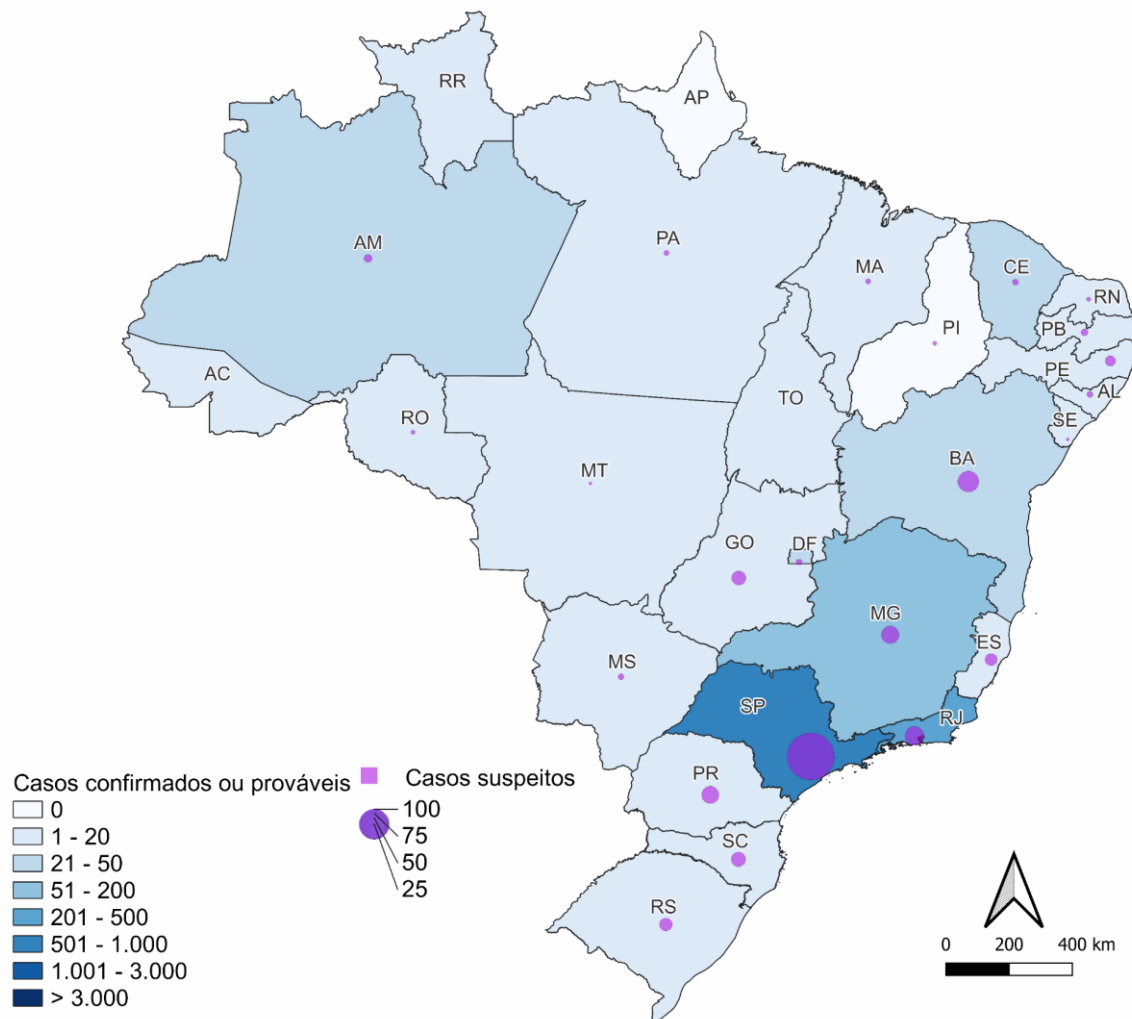 RR
AP
AM
PA
MA
CE
RN
PI
PB
PE
AC
AL
TO
RO
SE
MT
BA
GO
DF
MG
MS
ES
SP
RJ
PR
SC
RS
Casos confirmados ou prováveis
0
1 - 20
21 - 50
51 - 200
201 - 500
501 - 1.000
1.001 - 3.000
> 3.000
Casos suspeitos
100
75
50
25
0 200 400 km